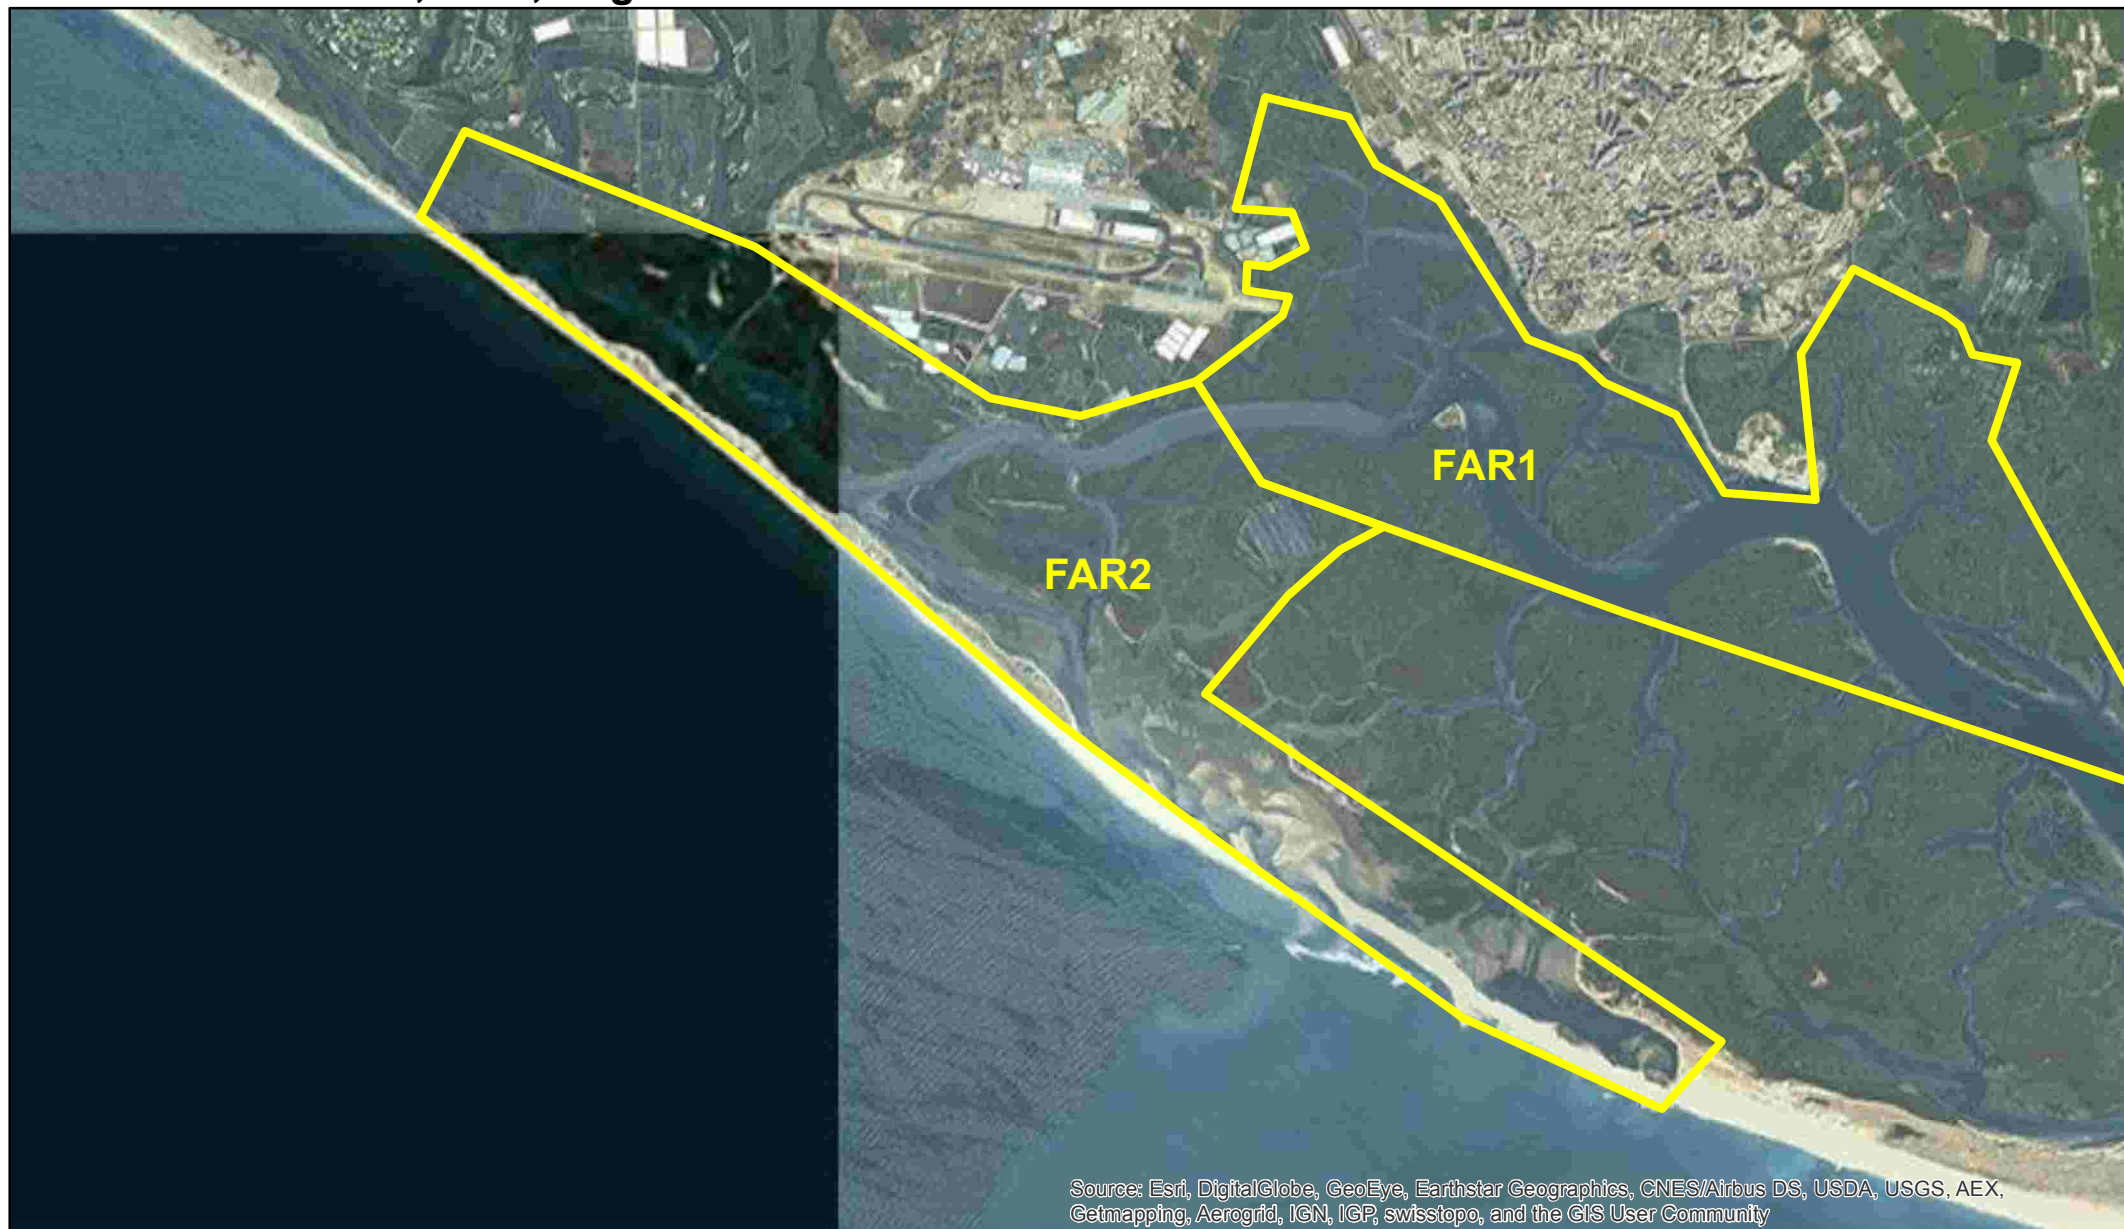 FAR1
FAR2
Source: Esri, DigitalGlobe, GeoEye, Earthstar Geographics, CNES/Airbus DS, USDA, USGS, AEX,
Getmapping, Aerogrid, IGN, IGP, swisstopo, and the GIS User Community